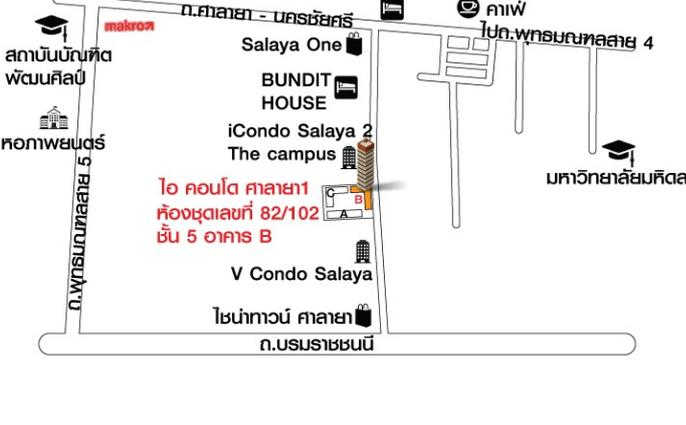 ถ.ศาลายา - นครชัยศรี
คาเฟ่
ไปถ.พุทธมณฑลสาย 4
makro
Salaya One
สถาบันบัณฑิต
พัฒนศิลป์
BUNDIT
HOUSE
หอภาพยนตร์
iCondo Salaya 2
The campus
มหาวิทยาลัยมหิดล
ถ.พุทธมณฑลสาย 5
ไอ คอนโด ศาลายา1
ห้องชุดเลขที่ 82/102
ชั้น 5 อาคาร B
C
B
A
V Condo Salaya
ไชน่าทาวน์ ศาลายา
ถ.บรมราชชนนี